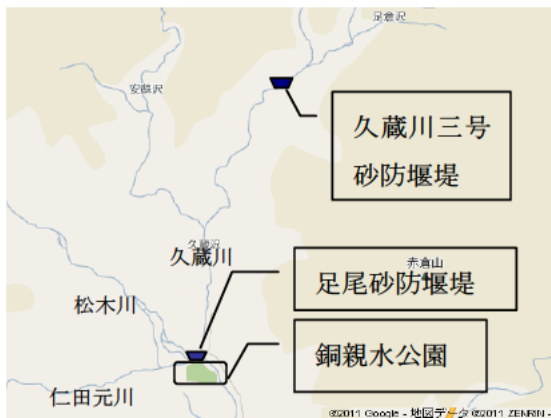 足倉沢
安蘇沢
久蔵川三号
砂防堰堤
久蔵沢
久蔵川
赤倉山
足尾砂防堰堤
松木川
銅親水公園
仁田元川
©2011 Google - 地図データ ©2011 ZENRIN -